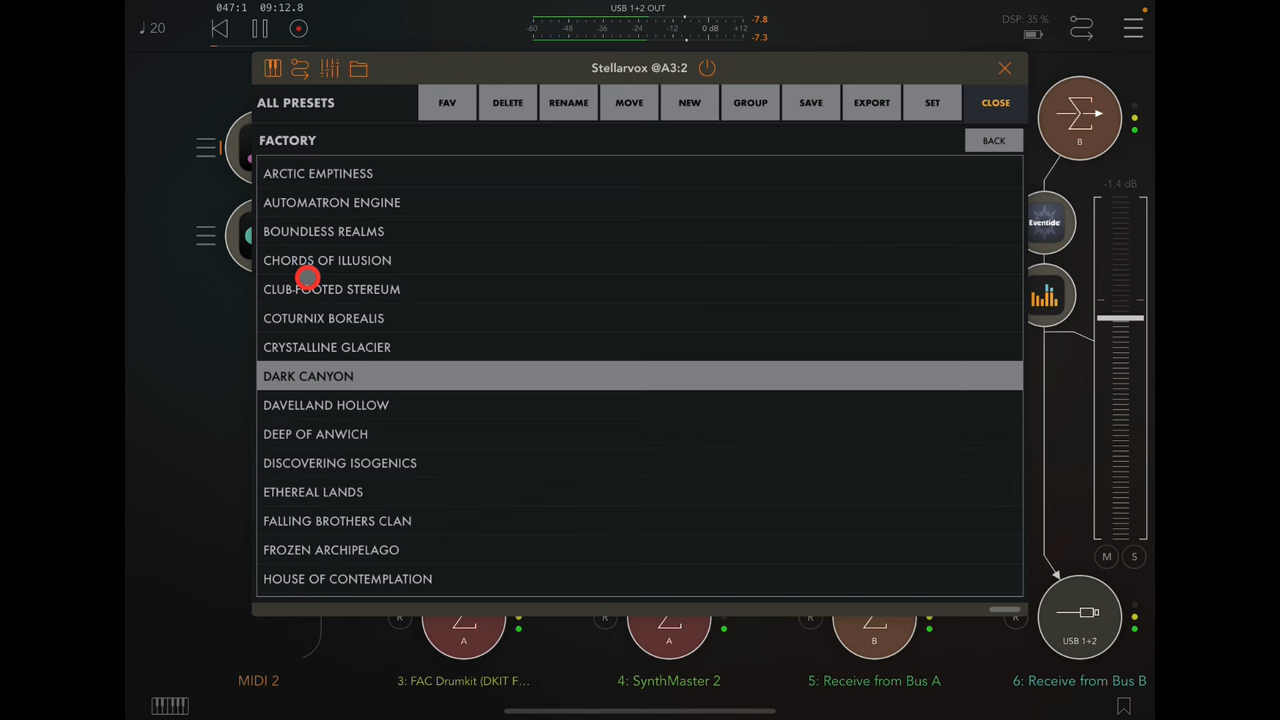 047:1 09:12.8
USB 1+2 OUT
20
-60 -48 -36 -24 -12 0 dB +12
-7.8
-7.3
DSP: 35 %
Stellarvox @A3:2
ALL PRESETS
FAV DELETE RENAME MOVE NEW GROUP SAVE EXPORT SET CLOSE
FACTORY
BACK
ARCTIC EMPTINESS
AUTOMATRON ENGINE
BOUNDLESS REALMS
CHORDS OF ILLUSION
CLUB-FOOTED STEREUM
COTURNIX BOREALIS
CRYSTALLINE GLACIER
DARK CANYON
DAVELLAND HOLLOW
DEEP OF ANWICH
DISCOVERING ISOGENICS
ETHEREAL LANDS
FALLING BROTHERS CLAN
FROZEN ARCHIPELAGO
HOUSE OF CONTEMPLATION
B
-1.4 dB
Eventide
M S
USB 1+2
R A R A R B R
MIDI 2
3: FAC Drumkit (DKIT F...
4: SynthMaster 2
5: Receive from Bus A
6: Receive from Bus B